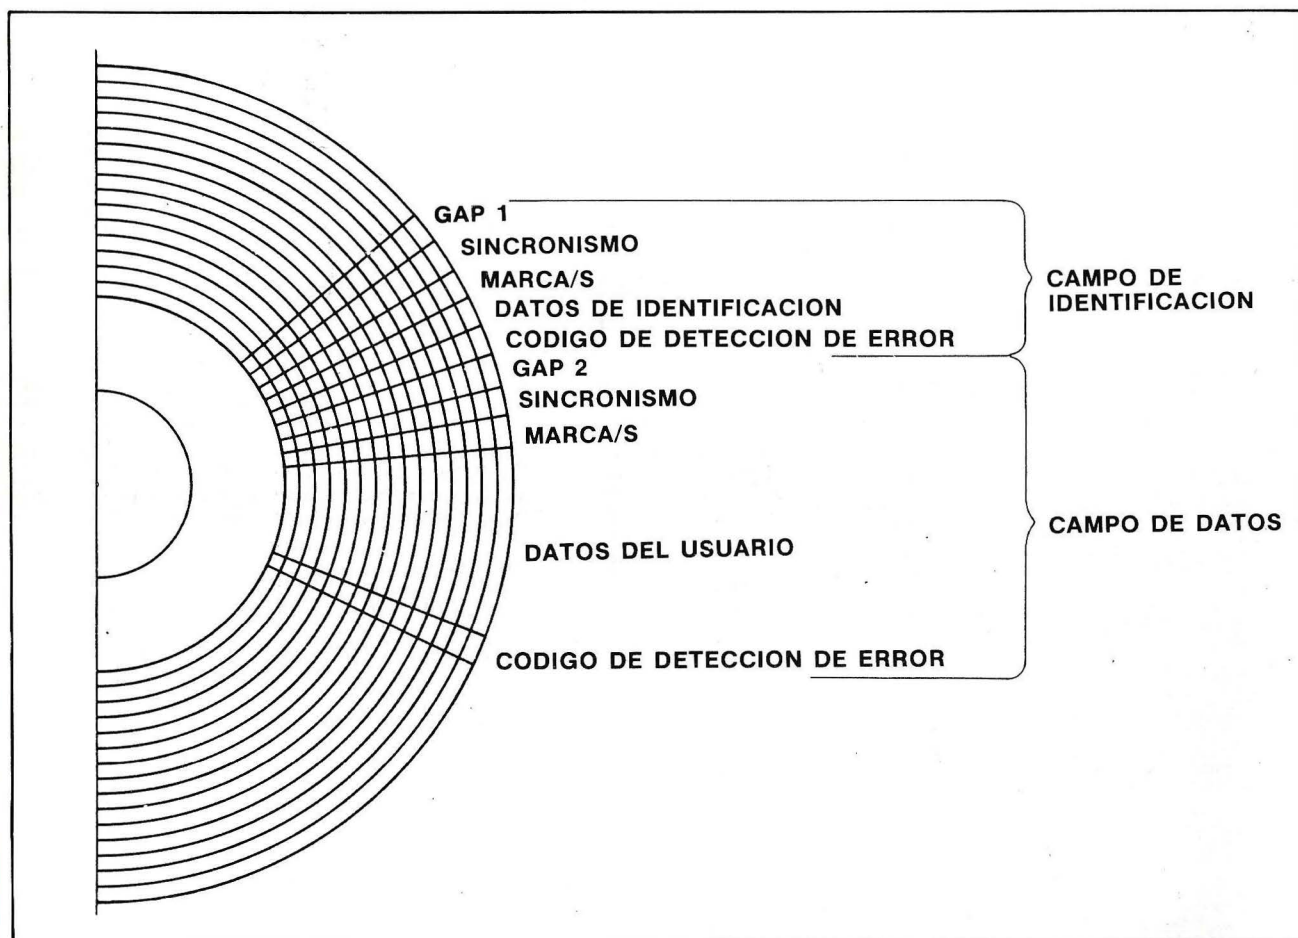 GAP 1
SINCRONISMO
MARCA/S
DATOS DE IDENTIFICACION
CODIGO DE DETECCION DE ERROR
GAP 2
SINCRONISMO
MARCA/S
DATOS DEL USUARIO
CODIGO DE DETECCION DE ERROR
CAMPO DE
IDENTIFICACION
CAMPO DE DATOS